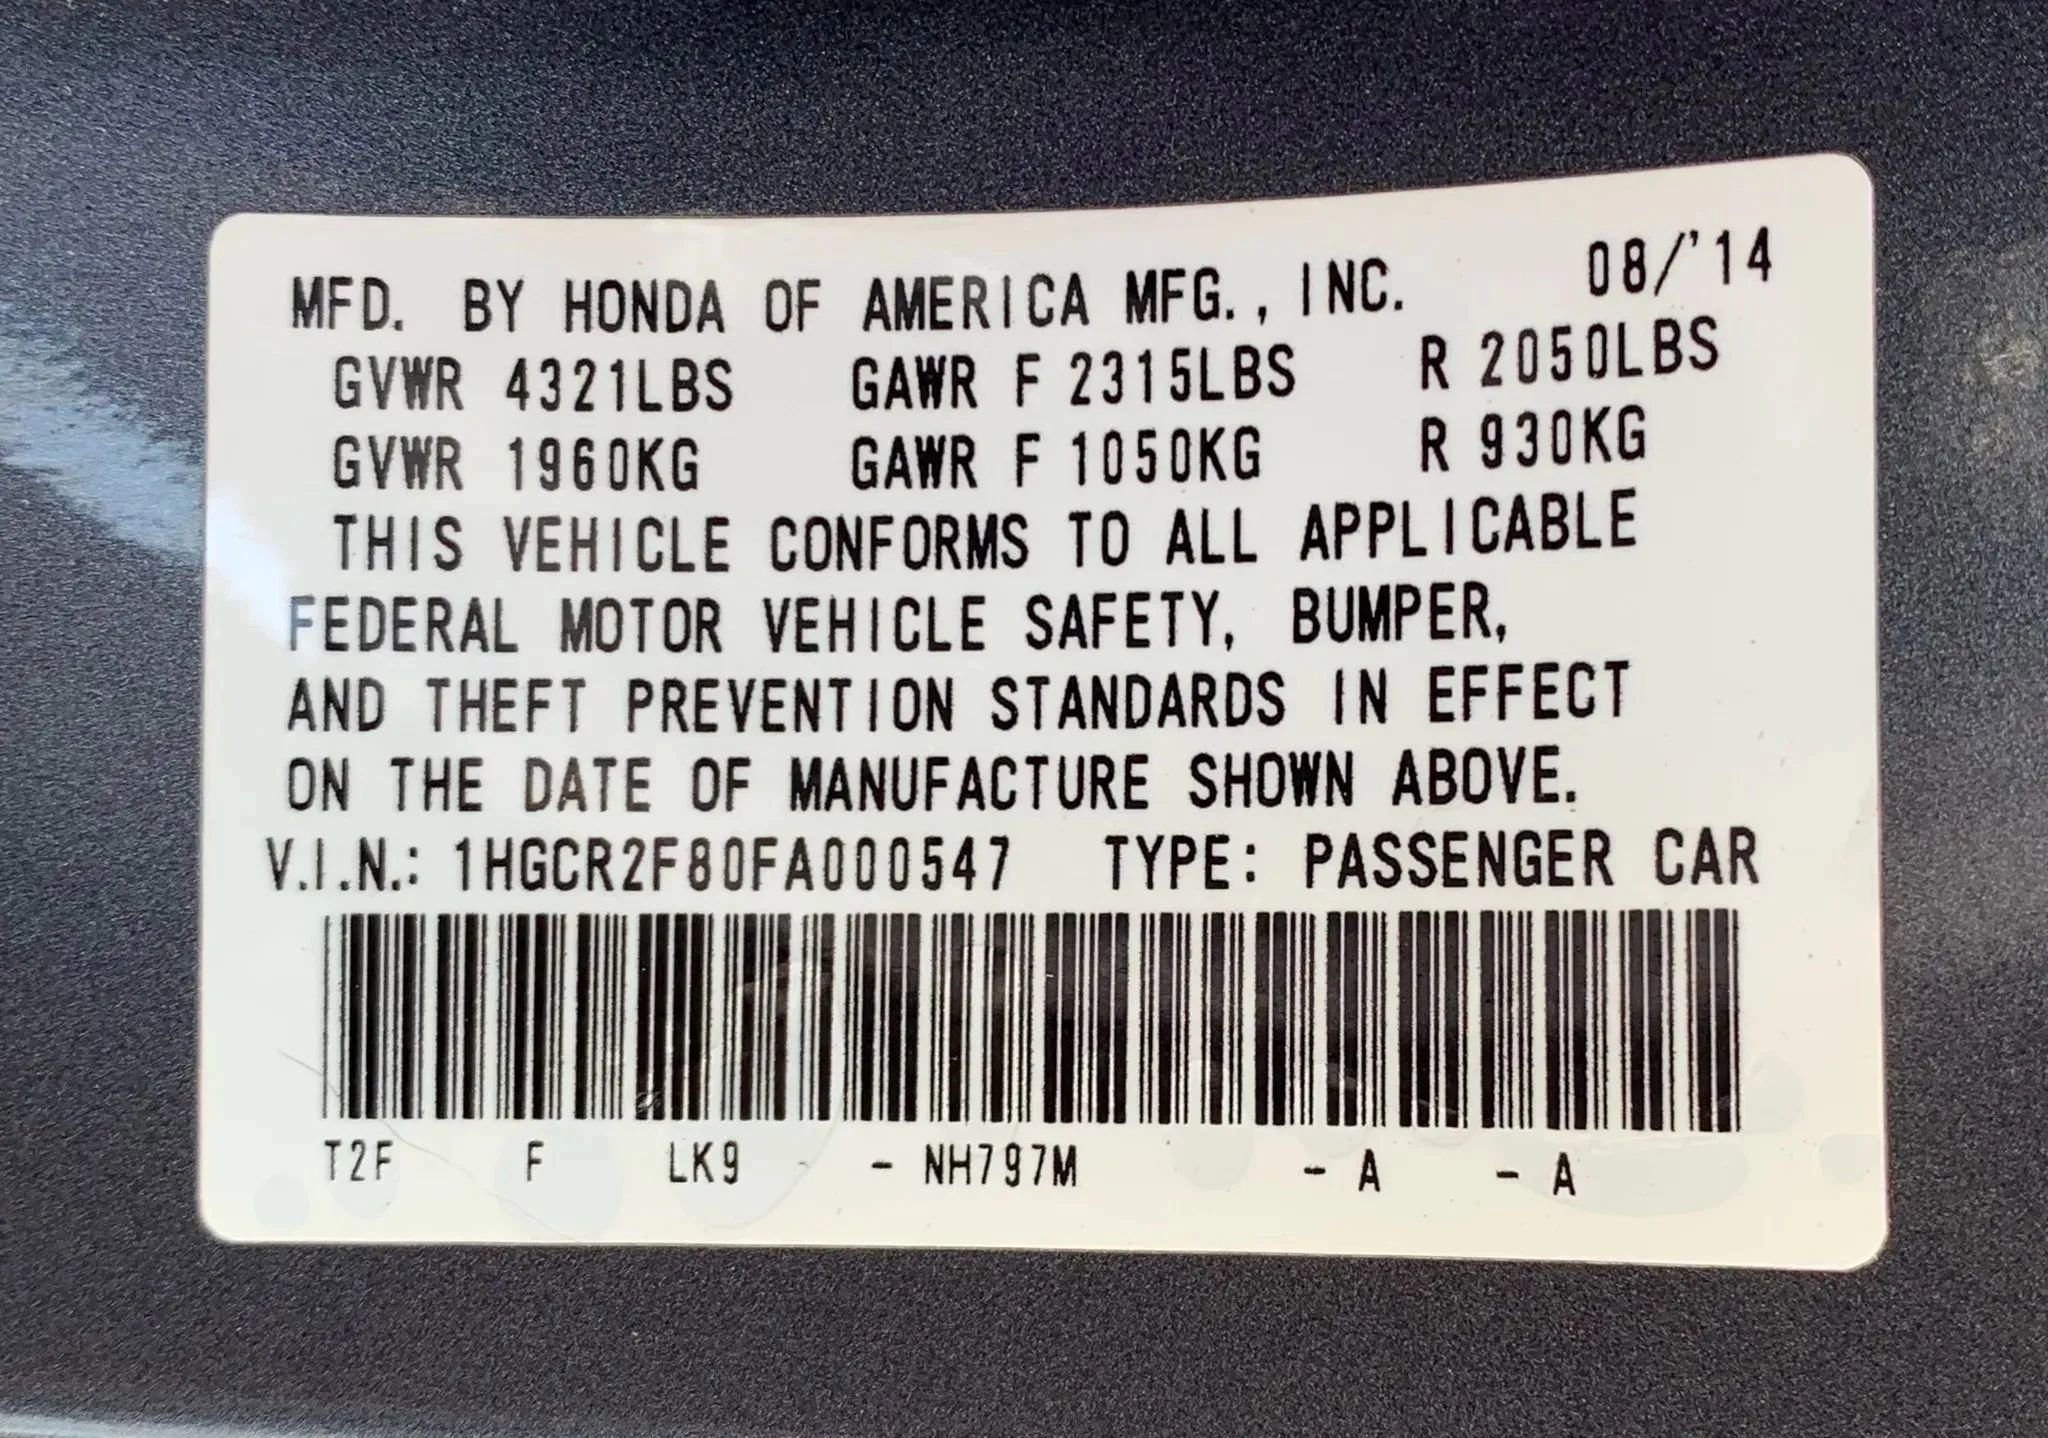 08/'14
MFD. BY HONDA OF AMERICA MFG., INC.
GVWR 4321LBS GAWR F 2315LBS R 2050LBS
GVWR 1960KG GAWR F 1050KG R 930KG
THIS VEHICLE CONFORMS TO ALL APPLICABLE
FEDERAL MOTOR VEHICLE SAFETY, BUMPER,
AND THEFT PREVENTION STANDARDS IN EFFECT
ON THE DATE OF MANUFACTURE SHOWN ABOVE.
V.I.N.: 1HGCR2F80FA000547 TYPE: PASSENGER CAR
T2F F LK9 - NH797M - A - A